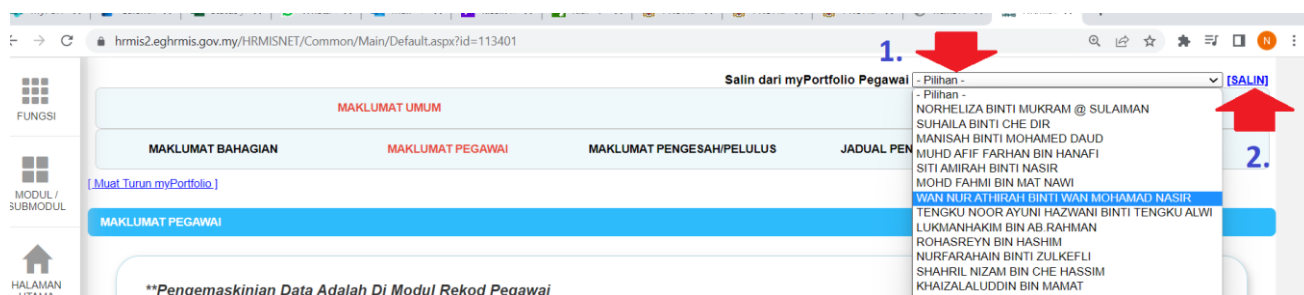 hrmis2.eghrmis.gov.my/HRMISNET/Common/Main/Default.aspx?id=113401
N
1.
Salin dari myPortfolio Pegawai - Pilihan - [SALIN]
- Pilihan -
NORHELIZA BINTI MUKRAM @ SULAIMAN
SUHAILA BINTI CHE DIR
MANISAH BINTI MOHAMED DAUD
MUHD AFIF FARHAN BIN HANAFI
SITI AMIRAH BINTI NASIR
MOHD FAHMI BIN MAT NAWI
WAN NUR ATHIRAH BINTI WAN MOHAMAD NASIR
TENGKU NOOR AYUNI HAZWANI BINTI TENGKU ALWI
LUKMANHAKIM BIN AB.RAHMAN
ROHASREYN BIN HASHIM
NURFARAHAIN BINTI ZULKEFLI
SHAHRIL NIZAM BIN CHE HASSIM
KHAIZALALUDDIN BIN MAMAT
2.
FUNGSI
MODUL /
SUBMODUL
HALAMAN
UTAMA
MAKLUMAT UMUM
MAKLUMAT BAHAGIAN MAKLUMAT PEGAWAI MAKLUMAT PENGESAH/PELULUS JADUAL PEN
[ Muat Turun myPortfolio ]
MAKLUMAT PEGAWAI
**Pengemaskinian Data Adalah Di Modul Rekod Pegawai